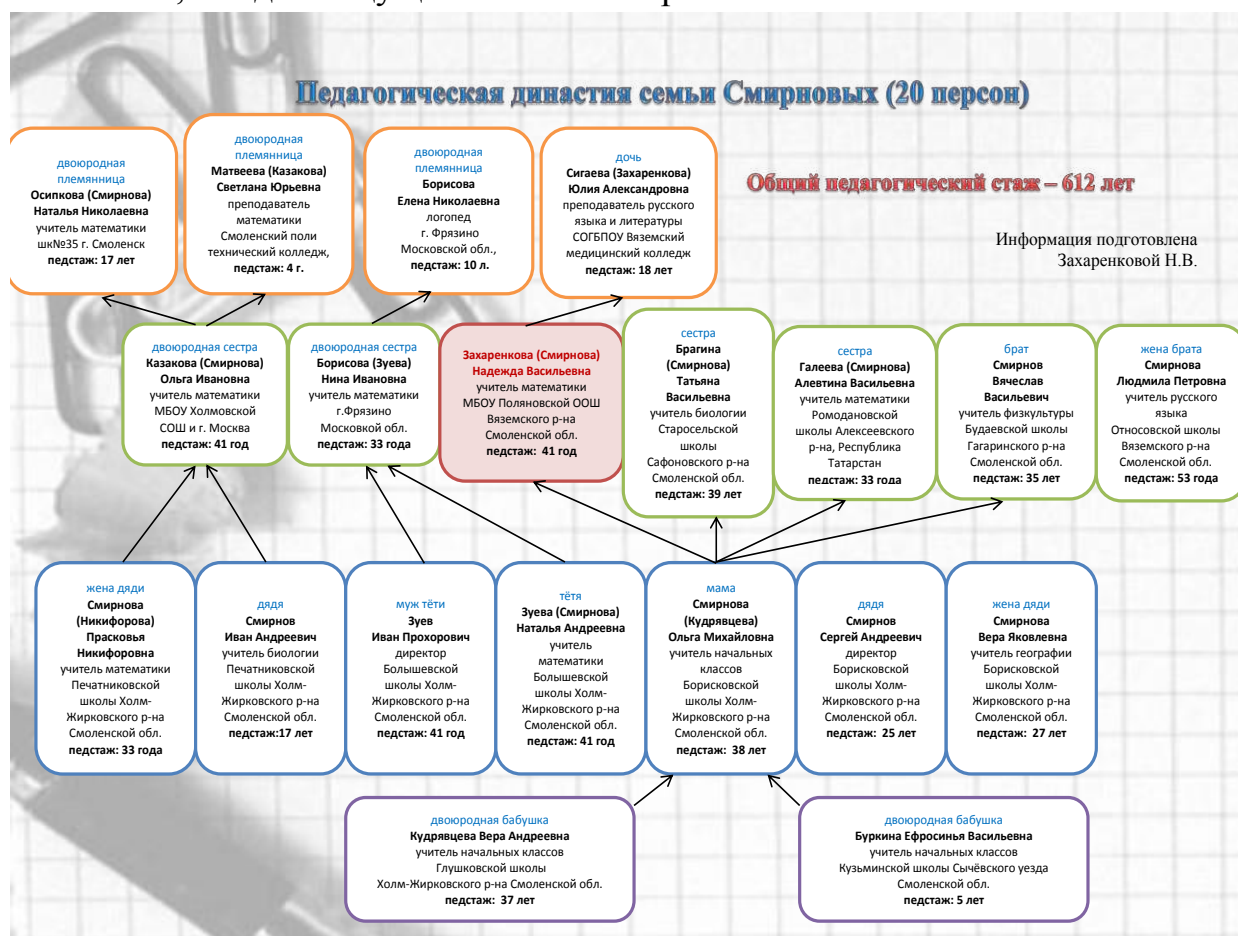 Педагогическая династия семьи Смирновых (20 персон)
Общий педагогический стаж – 612 лет
Информация подготовлена
Захаренковой Н.В.
двоюродная
племянница
Осипкова (Смирнова)
Наталья Николаевна
учитель математики
шк№35 г. Смоленск
педстаж: 17 лет
двоюродная
племянница
Матвеева (Казакова)
Светлана Юрьевна
преподаватель
математики
Смоленский поли
технический колледж,
педстаж: 4 г.
двоюродная
племянница
Борисова
Елена Николаевна
логопед
г. Фрязино
Московской обл.,
педстаж: 10 л.
дочь
Сигаева (Захаренкова)
Юлия Александровна
преподаватель русского
языка и литературы
СОГБПОУ Вяземский
медицинский колледж
педстаж: 18 лет
двоюродная сестра
Казакова (Смирнова)
Ольга Ивановна
учитель математики
МБОУ Холмовской
СОШ и г. Москва
педстаж: 41 год
двоюродная сестра
Борисова (Зуева)
Нина Ивановна
учитель математики
г.Фрязино
Московкой обл.
педстаж: 33 года
Захаренкова (Смирнова)
Надежда Васильевна
учитель математики
МБОУ Поляновской ООШ
Вяземского р-на
Смоленской обл.
педстаж: 41 год
сестра
Брагина
(Смирнова)
Татьяна
Васильевна
учитель биологии
Старосельской
школы
Сафоновского р-на
Смоленской обл.
педстаж: 39 лет
сестра
Галеева (Смирнова)
Алевтина Васильевна
учитель математики
Ромодановской
школы Алексеевского
р-на, Республика
Татарстан
педстаж: 33 года
брат
Смирнов
Вячеслав
Васильевич
учитель физкультуры
Будаевской школы
Гагаринского р-на
Смоленской обл.
педстаж: 35 лет
жена брата
Смирнова
Людмила Петровна
учитель русского
языка
Относовской школы
Вяземского р-на
Смоленской обл.
педстаж: 53 года
жена дяди
Смирнова
(Никифорова)
Прасковья
Никифоровна
учитель математики
Печатниковской
школы Холм-
Жирковского р-на
Смоленской обл.
педстаж: 33 года
дядя
Смирнов
Иван Андреевич
учитель биологии
Печатниковской
школы Холм-
Жирковского р-на
Смоленской обл.
педстаж:17 лет
муж тёти
Зуев
Иван Прохорович
директор
Болышевской
школы Холм-
Жирковского р-на
Смоленской обл.
педстаж: 41 год
тётя
Зуева (Смирнова)
Наталья Андреевна
учитель
математики
Болышевской
школы Холм-
Жирковского р-на
Смоленской обл.
педстаж: 41 год
мама
Смирнова
(Кудрявцева)
Ольга Михайловна
учитель начальных
классов
Борисковской
школы Холм-
Жирковского р-на
Смоленской обл.
педстаж: 38 лет
дядя
Смирнов
Сергей Андреевич
директор
Борисковской
школы Холм-
Жирковского р-на
Смоленской обл.
педстаж: 25 лет
жена дяди
Смирнова
Вера Яковлевна
учитель географии
Борисковской
школы Холм-
Жирковского р-на
Смоленской обл.
педстаж: 27 лет
двоюродная бабушка
Кудрявцева Вера Андреевна
учитель начальных классов
Глушковской школы
Холм-Жирковского р-на Смоленской обл.
педстаж: 37 лет
двоюродная бабушка
Буркина Ефросинья Васильевна
учитель начальных классов
Кузьминской школы Сычёвского уезда
Смоленской обл.
педстаж: 5 лет